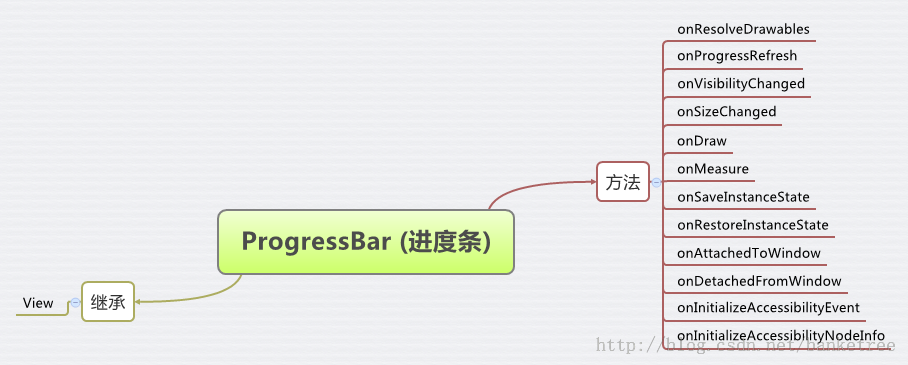 onResolveDrawables
onProgressRefresh
onVisibilityChanged
onSizeChanged
onDraw
onMeasure
方法
onSaveInstanceState
onRestoreInstanceState
ProgressBar (进度条)
onAttachedToWindow
onDetachedFromWindow
继承
View
onInitializeAccessibilityEvent
onInitializeAccessibilityNodeInfo
http://blog.csdn.net/hanketree